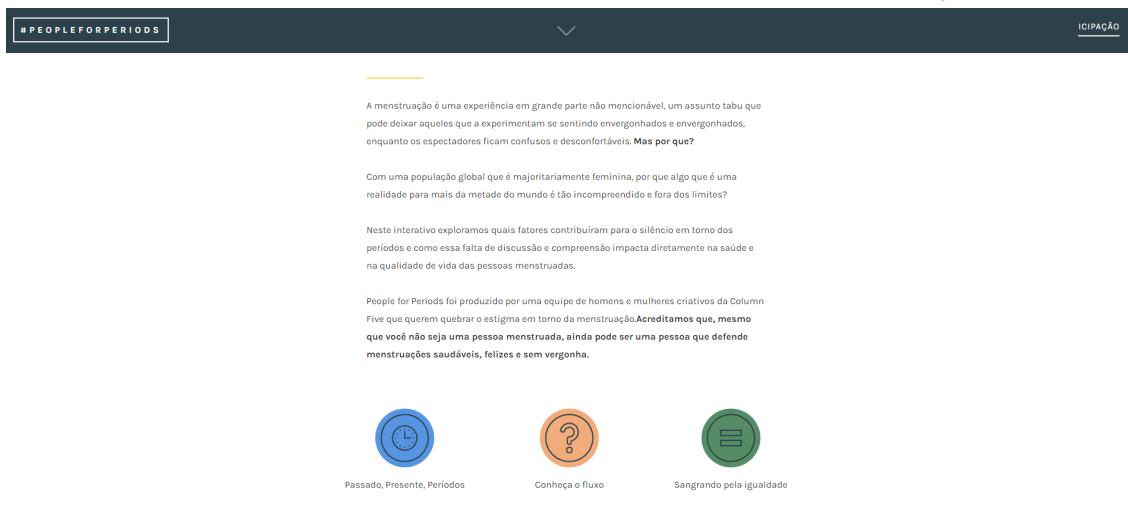 #PEOPLEFORPERIODS
ICIPAÇÃO
A menstruação é uma experiência em grande parte não mencionável, um assunto tabu que
pode deixar aqueles que a experimentam se sentindo envergonhados e envergonhados,
enquanto os espectadores ficam confusos e desconfortáveis. Mas por que?
Com uma população global que é majoritariamente feminina, por que algo que é uma
realidade para mais da metade do mundo é tão incompreendido e fora dos limites?
Neste interativo exploramos quais fatores contribuíram para o silêncio em torno dos
períodos e como essa falta de discussão e compreensão impacta diretamente na saúde e
na qualidade de vida das pessoas menstruadas.
People for Periods foi produzido por uma equipe de homens e mulheres criativos da Column
Five que querem quebrar o estigma em torno da menstruação.Acreditamos que, mesmo
que você não seja uma pessoa menstruada, ainda pode ser uma pessoa que defende
menstruações saudáveis, felizes e sem vergonha.
Passado, Presente, Períodos
Conheça o fluxo
Sangrando pela igualdade